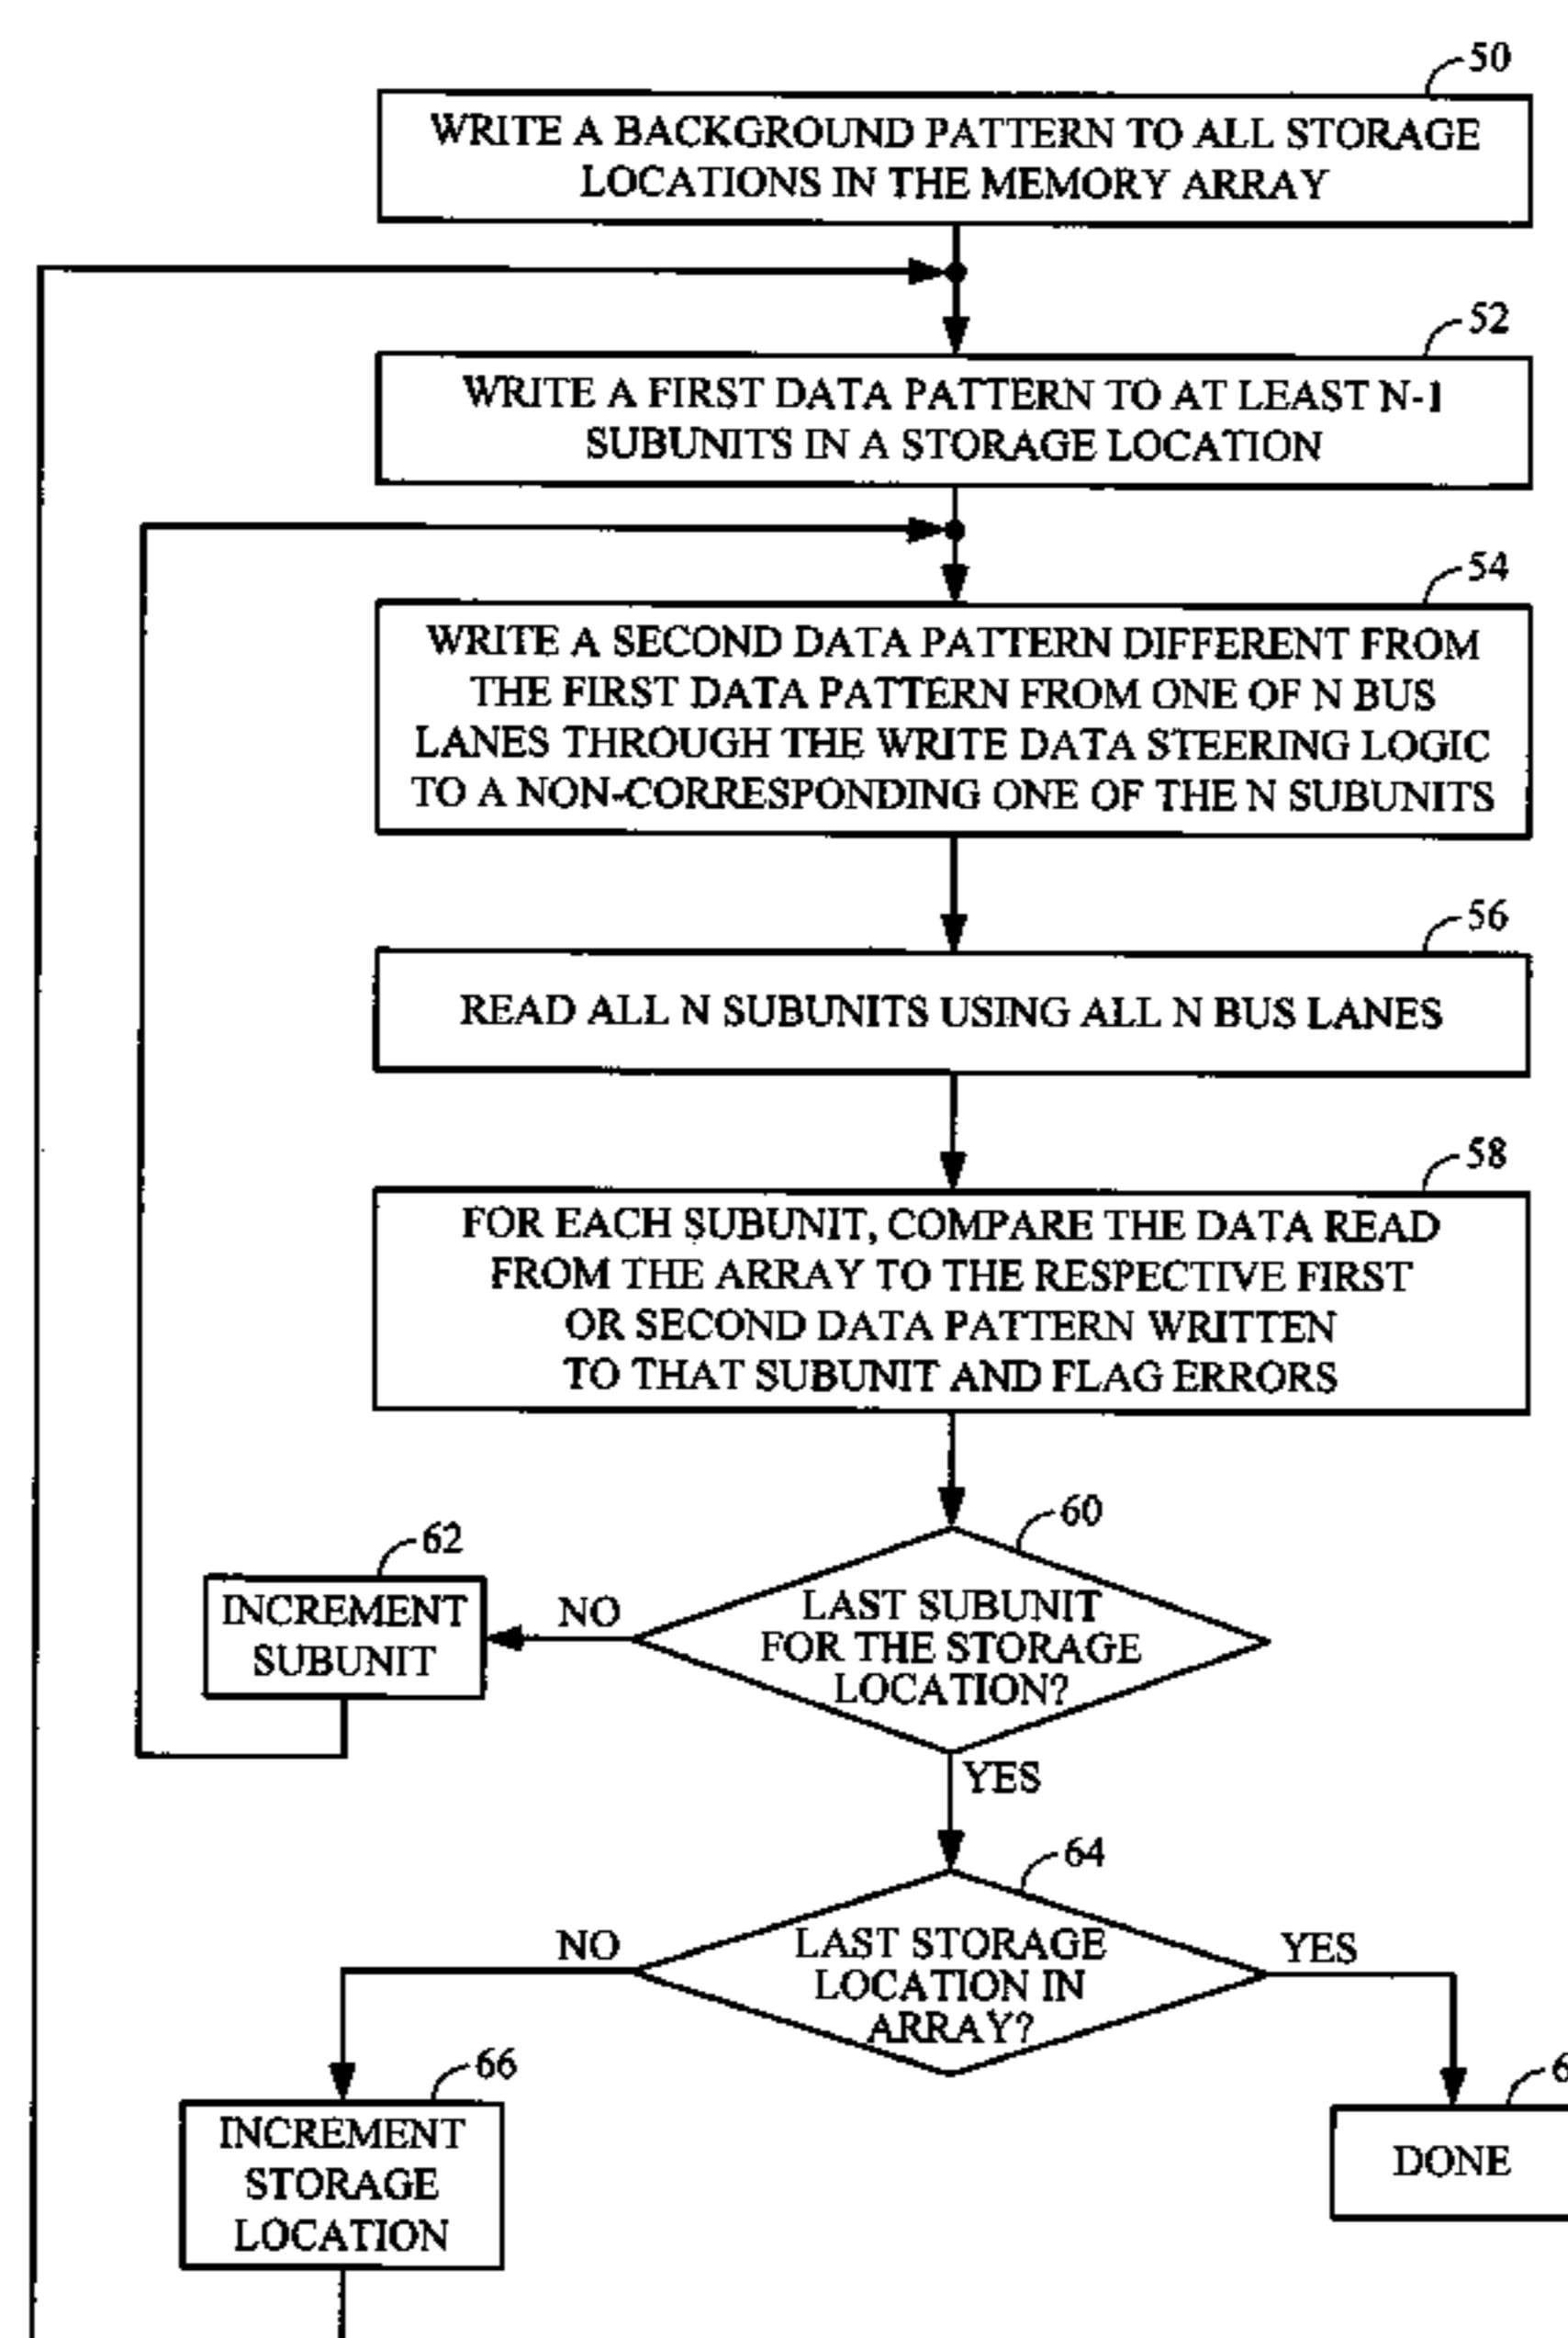 50
WRITE A BACKGROUND PATTERN TO ALL STORAGE
LOCATIONS IN THE MEMORY ARRAY
52
WRITE A FIRST DATA PATTERN TO AT LEAST N-1
SUBUNITS IN A STORAGE LOCATION
54
WRITE A SECOND DATA PATTERN DIFFERENT FROM
THE FIRST DATA PATTERN FROM ONE OF N BUS
LANES THROUGH THE WRITE DATA STEERING LOGIC
TO A NON-CORRESPONDING ONE OF THE N SUBUNITS
56
READ ALL N SUBUNITS USING ALL N BUS LANES
58
FOR EACH SUBUNIT, COMPARE THE DATA READ
FROM THE ARRAY TO THE RESPECTIVE FIRST
OR SECOND DATA PATTERN WRITTEN
TO THAT SUBUNIT AND FLAG ERRORS
60
LAST SUBUNIT
FOR THE STORAGE
LOCATION?
NO
62
INCREMENT
SUBUNIT
YES
64
LAST STORAGE
LOCATION IN
ARRAY?
NO
YES
66
INCREMENT
STORAGE
LOCATION
DONE